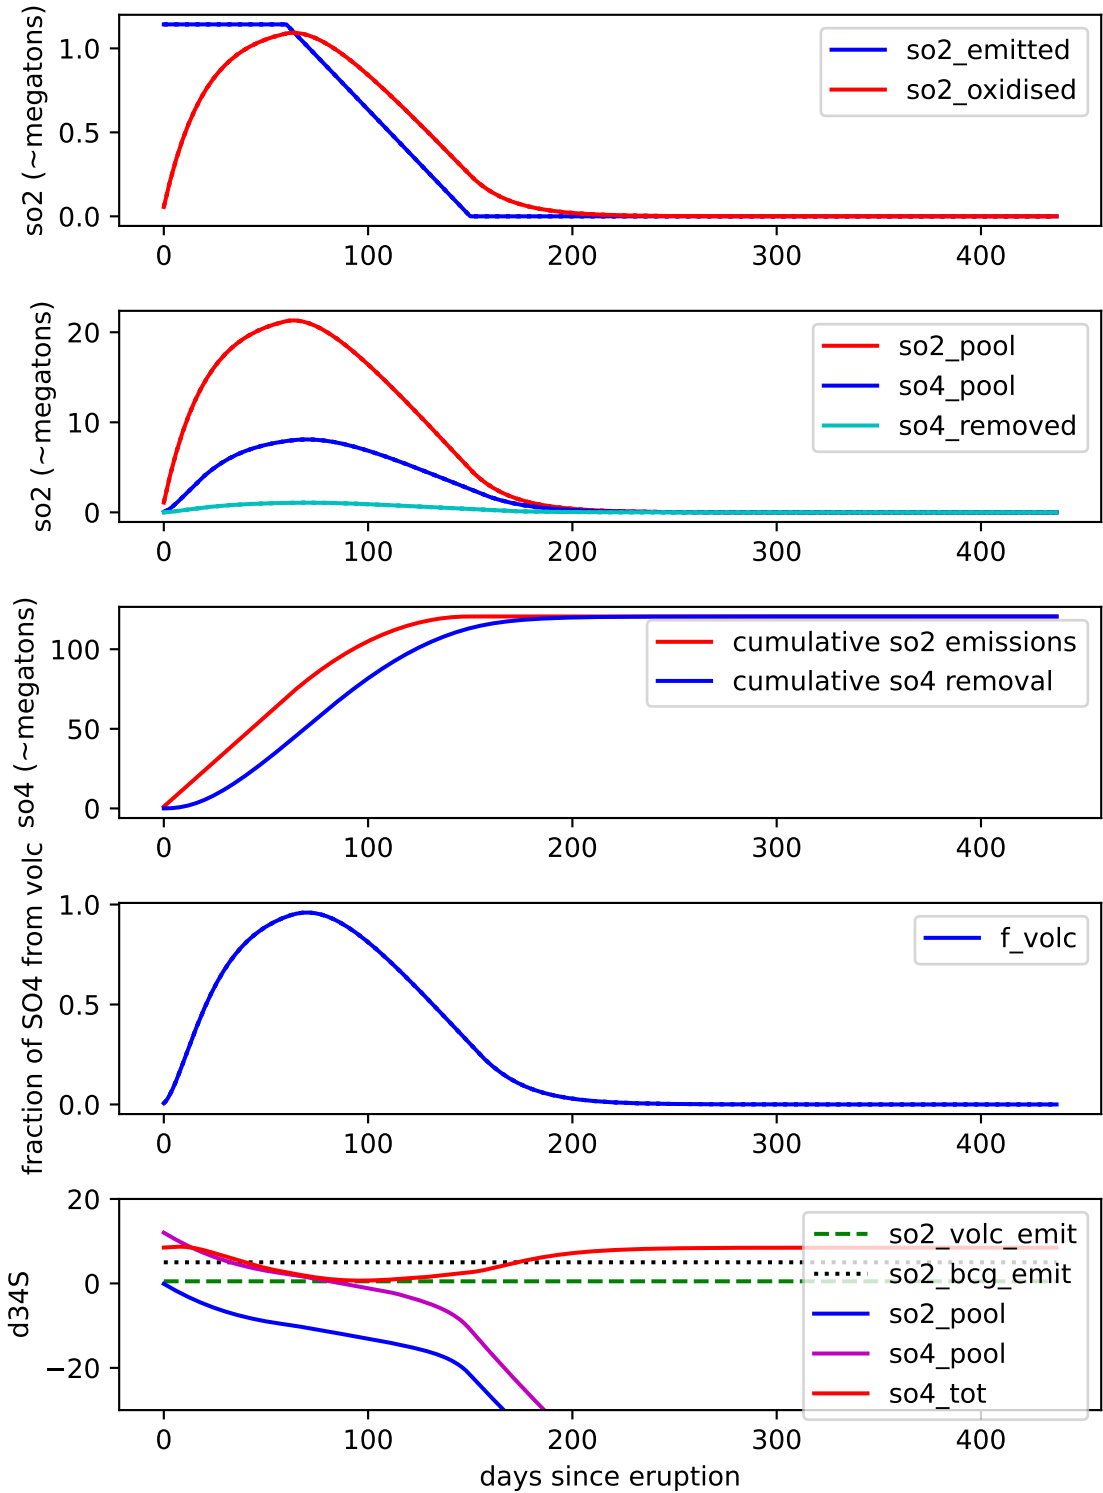 so2 (~megatons)
1.0
0.5
0.0
so2_emitted
so2_oxidised
0 100 200 300 400
so2 (~megatons)
20
10
0
so2_pool
so4_pool
so4_removed
0 100 200 300 400
so4 (~megatons)
100
50
0
cumulative so2 emissions
cumulative so4 removal
0 100 200 300 400
fraction of SO4 from volc
1.0
0.5
0.0
f_volc
0 100 200 300 400
d34S
20
0
−20
so2_volc_emit
so2_bcg_emit
so2_pool
so4_pool
so4_tot
0 100 200 300 400
days since eruption